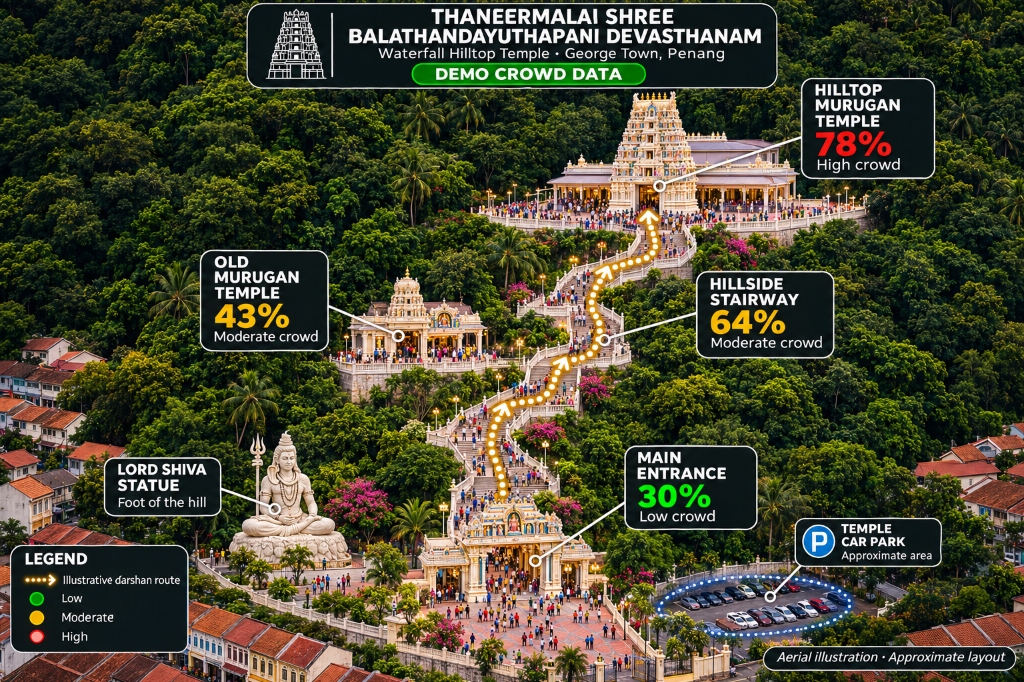 THANEERMALAI SHREE
BALATHANDAYUTHAPANI DEVASTHANAM
Waterfall Hilltop Temple • George Town, Penang
DEMO CROWD DATA
HILLTOP
MURUGAN
TEMPLE
78%
High crowd
OLD
MURUGAN
TEMPLE
43%
Moderate crowd
HILLSIDE
STAIRWAY
64%
Moderate crowd
LORD SHIVA
STATUE
Foot of the hill
MAIN
ENTRANCE
30%
Low crowd
P
TEMPLE
CAR PARK
Approximate area
LEGEND
Illustrative darshan route
Low
Moderate
High
Aerial illustration • Approximate layout